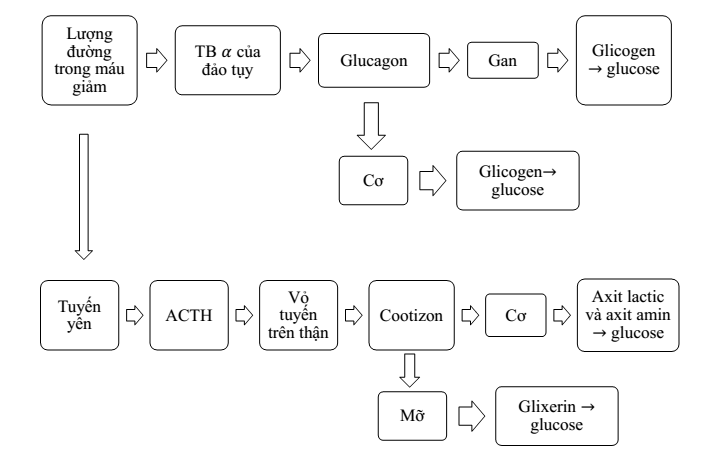 Lượng
đường
trong máu
giảm
TB α của
đảo tụy
Glucagon
Gan
Glicogen
→ glucose
Cơ
Glicogen→
glucose
Tuyến
yên
ACTH
Vỏ
tuyến
trên thận
Cootizon
Cơ
Axit lactic
và axit amin
→ glucose
Mỡ
Glixerin →
glucose